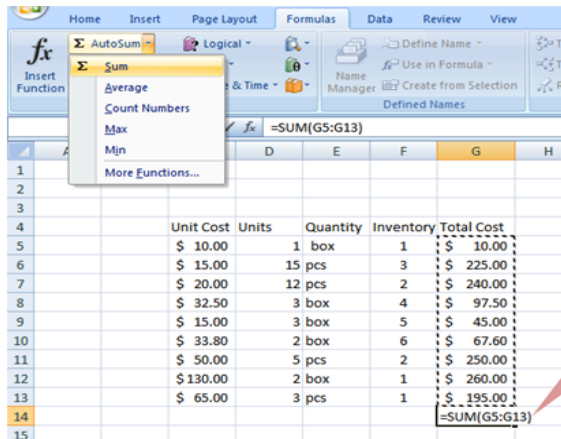 Home Insert Page Layout Formulas Data Review View
fx Σ AutoSum Logical Define Name
Σ Sum Use in Formula
Insert Function Average & Time Name Manager Create from Selection
Count Numbers Defined Names
Max fx =SUM(G5:G13)
Min D E F G H
More Functions...
1
2
3
4 Unit Cost Units Quantity Inventory Total Cost
5 $ 10.00 1 box 1 $ 10.00
6 $ 15.00 15 pcs 3 $ 225.00
7 $ 20.00 12 pcs 2 $ 240.00
8 $ 32.50 3 box 4 $ 97.50
9 $ 15.00 3 box 5 $ 45.00
10 $ 33.80 2 box 6 $ 67.60
11 $ 50.00 5 pcs 2 $ 250.00
12 $130.00 2 box 1 $ 260.00
13 $ 65.00 3 pcs 1 $ 195.00
14 =SUM(G5:G13)
15